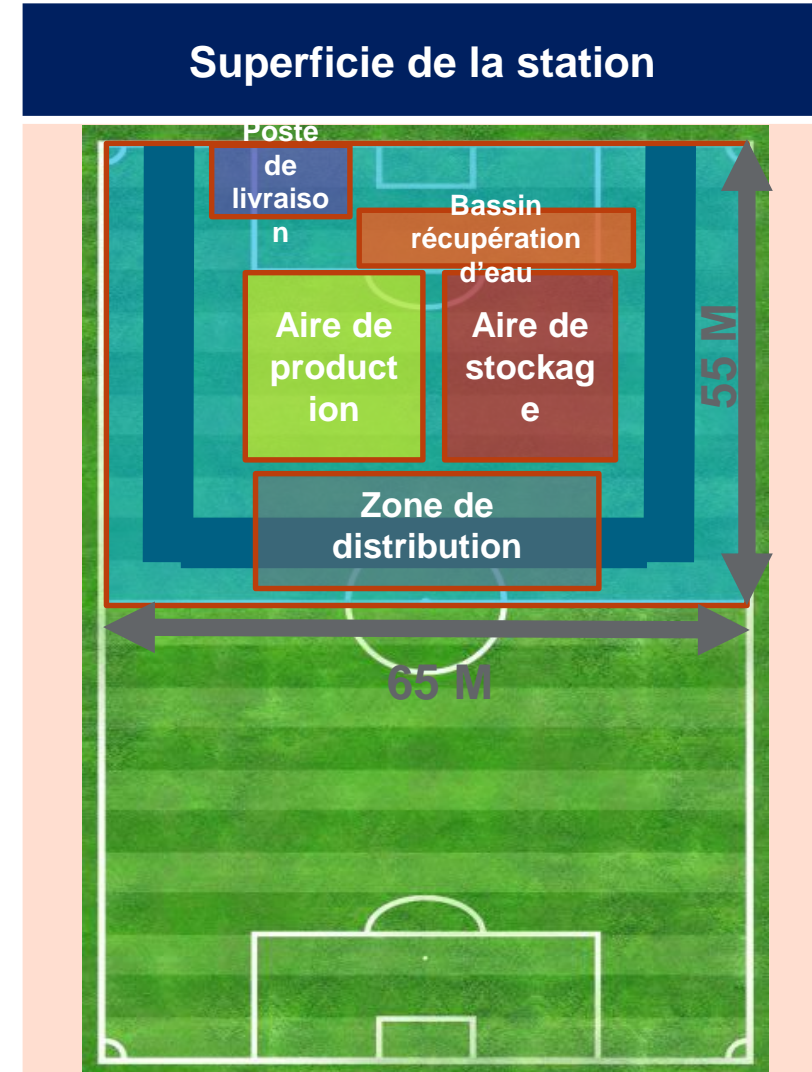 Superficie de la station
Poste
de
livraiso
n
Bassin
récupération
d’eau
Aire de
product
ion
Aire de
stockag
e
55 M
Zone de
distribution
65 M